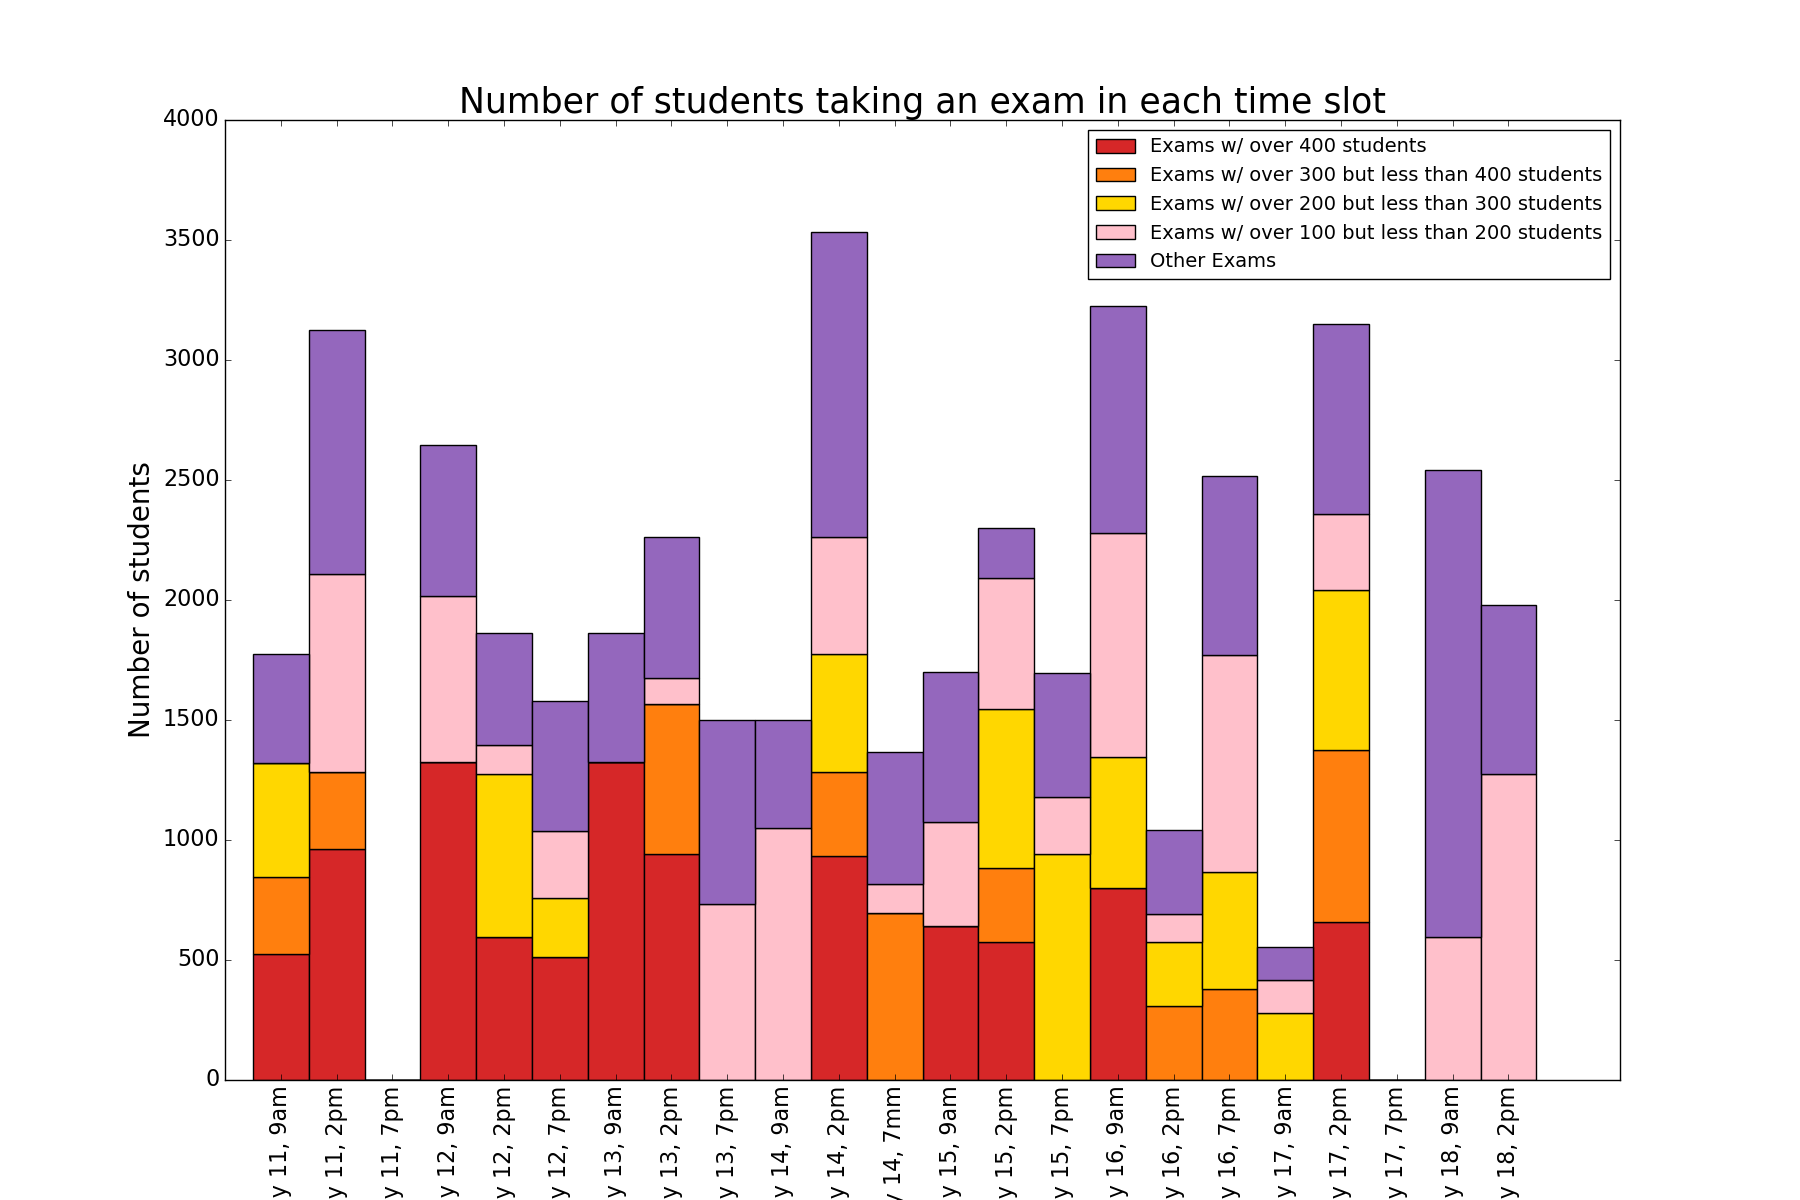 Number of students taking an exam in each time slot
4000
3500
3000
2500
2000
1500
1000
500
0
Number of students
Exams w/ over 400 students
Exams w/ over 300 but less than 400 students
Exams w/ over 200 but less than 300 students
Exams w/ over 100 but less than 200 students
Other Exams
y 11, 9am
y 11, 2pm
y 11, 7pm
y 12, 9am
y 12, 2pm
y 12, 7pm
y 13, 9am
y 13, 2pm
y 13, 7pm
y 14, 9am
y 14, 2pm
y 14, 7mm
y 15, 9am
y 15, 2pm
y 15, 7pm
y 16, 9am
y 16, 2pm
y 16, 7pm
y 17, 9am
y 17, 2pm
y 17, 7pm
y 18, 9am
y 18, 2pm